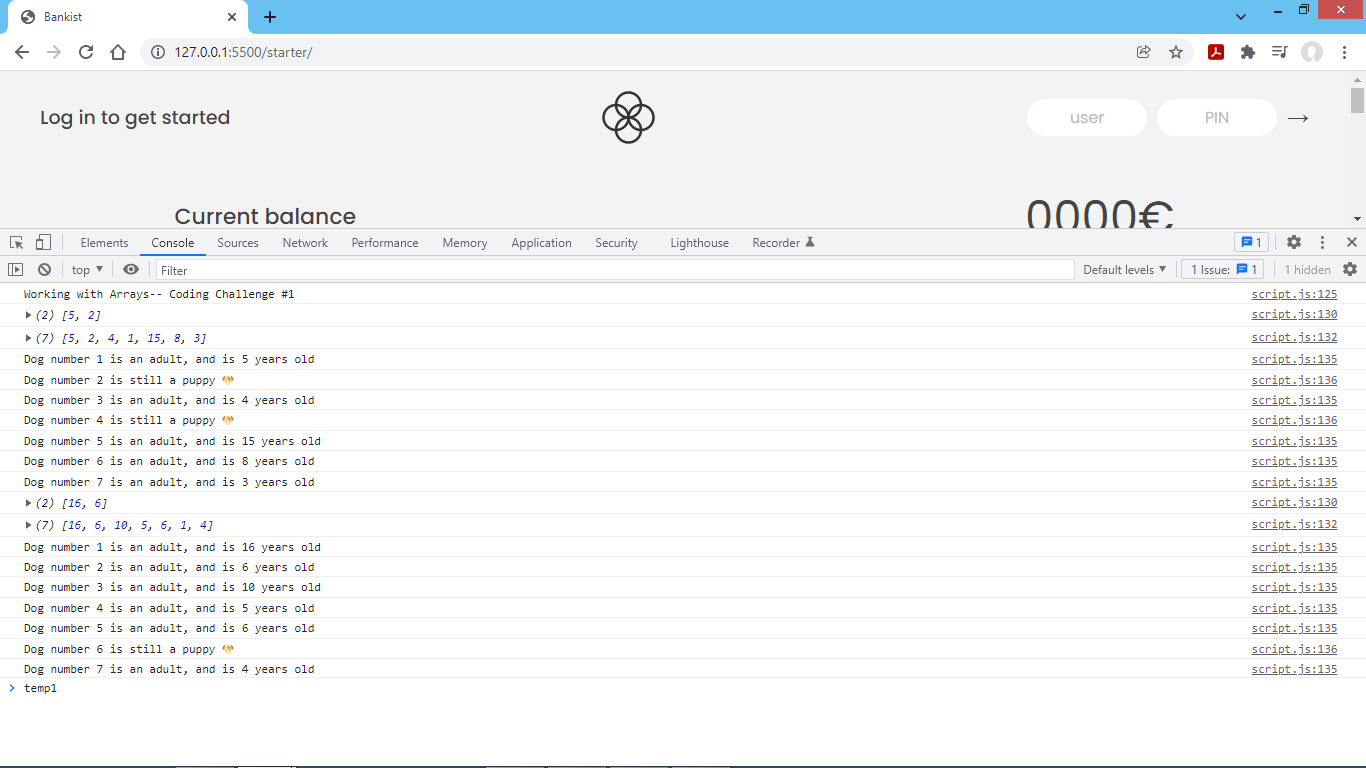 Bankist
127.0.0.1:5500/starter/
Log in to get started
user
PIN
Current balance
0000€
Elements Console Sources Network Performance Memory Application Security Lighthouse Recorder 1
top Filter Default levels 1 Issue: 1 1 hidden
Working with Arrays-- Coding Challenge #1 script.js:125
(2) [5, 2] script.js:130
(7) [5, 2, 4, 1, 15, 8, 3] script.js:132
Dog number 1 is an adult, and is 5 years old script.js:135
Dog number 2 is still a puppy 🐶 script.js:136
Dog number 3 is an adult, and is 4 years old script.js:135
Dog number 4 is still a puppy 🐶 script.js:136
Dog number 5 is an adult, and is 15 years old script.js:135
Dog number 6 is an adult, and is 8 years old script.js:135
Dog number 7 is an adult, and is 3 years old script.js:135
(2) [16, 6] script.js:130
(7) [16, 6, 10, 5, 6, 1, 4] script.js:132
Dog number 1 is an adult, and is 16 years old script.js:135
Dog number 2 is an adult, and is 6 years old script.js:135
Dog number 3 is an adult, and is 10 years old script.js:135
Dog number 4 is an adult, and is 5 years old script.js:135
Dog number 5 is an adult, and is 6 years old script.js:135
Dog number 6 is still a puppy 🐶 script.js:136
Dog number 7 is an adult, and is 4 years old script.js:135
temp1